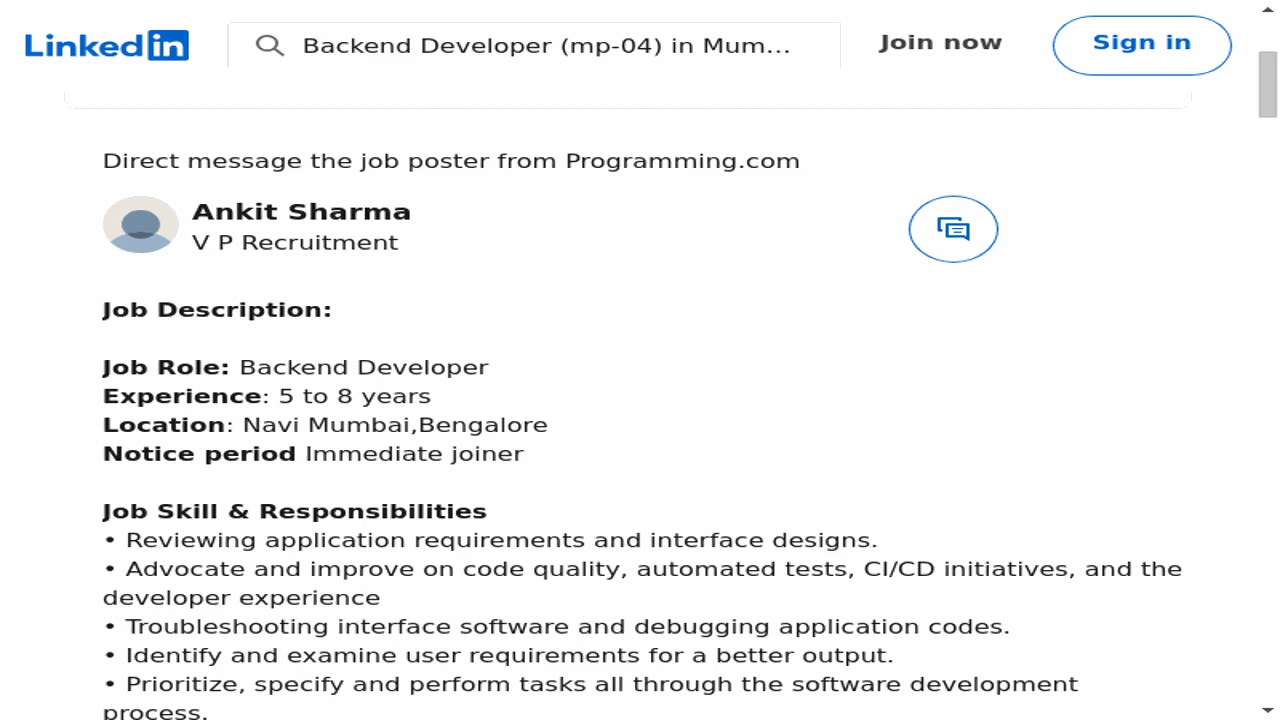 LinkedIn
Backend Developer (mp-04) in Mum...
Join now
Sign in
Direct message the job poster from Programming.com
Ankit Sharma
V P Recruitment
Job Description:
Job Role: Backend Developer
Experience: 5 to 8 years
Location: Navi Mumbai,Bengalore
Notice period Immediate joiner
Job Skill & Responsibilities
• Reviewing application requirements and interface designs.
• Advocate and improve on code quality, automated tests, CI/CD initiatives, and the
developer experience
• Troubleshooting interface software and debugging application codes.
• Identify and examine user requirements for a better output.
• Prioritize, specify and perform tasks all through the software development
process.